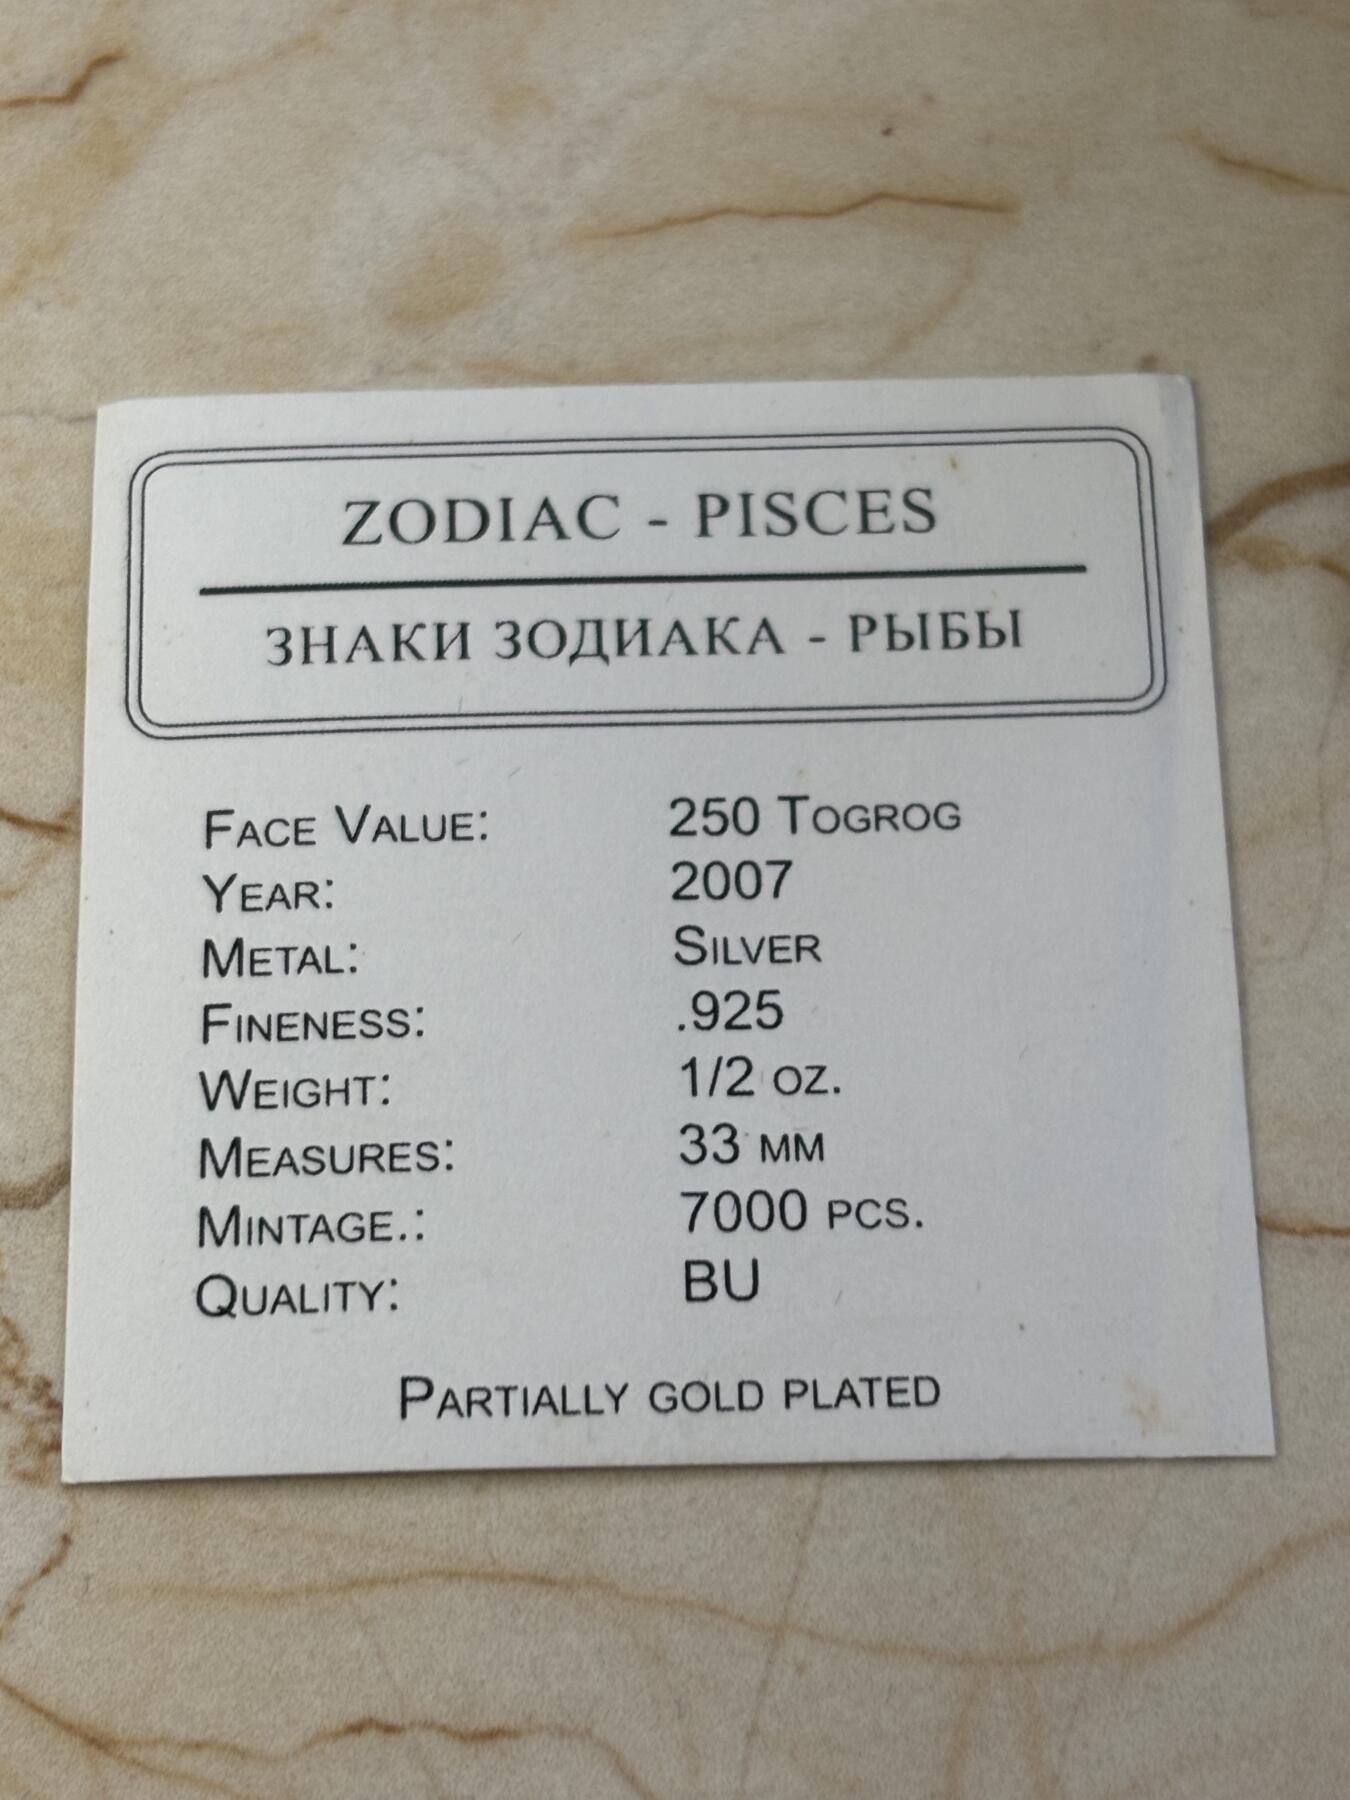 ZODIAC - PISCES
ЗНАКИ ЗОДИАКА - РЫБЫ
FACE VALUE: 250 TOGROG
YEAR: 2007
METAL: SILVER
FINENESS: .925
WEIGHT: 1/2 OZ.
MEASURES: 33 MM
MINTAGE.: 7000 PCS.
QUALITY: BU
PARTIALLY GOLD PLATED